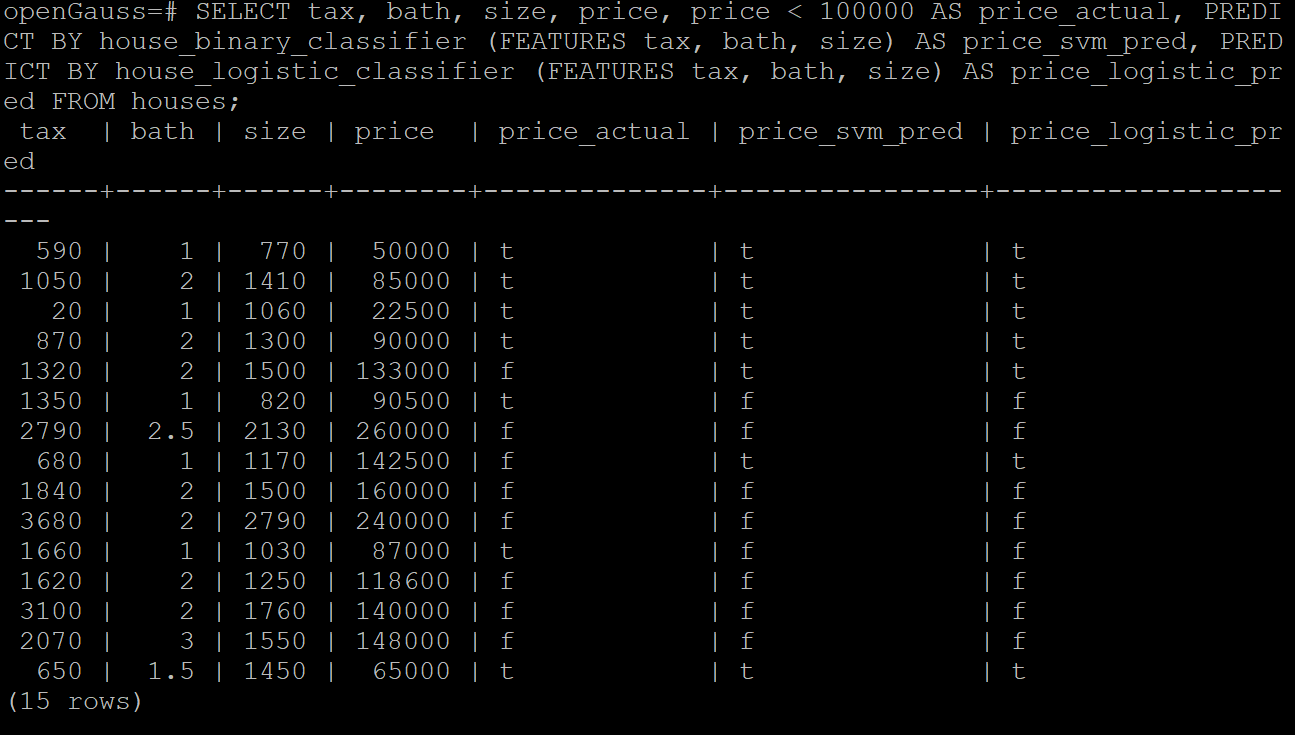 openGauss=# SELECT tax, bath, size, price, price < 100000 AS price_actual, PREDI
CT BY house_binary_classifier (FEATURES tax, bath, size) AS price_svm_pred, PRED
ICT BY house_logistic_classifier (FEATURES tax, bath, size) AS price_logistic_pr
ed FROM houses;
 tax  | bath | size | price  | price_actual | price_svm_pred | price_logistic_pr
ed
------+------+------+--------+--------------+----------------+------------------
---
  590 |    1 |  770 |  50000 | t            | t              | t
 1050 |    2 | 1410 |  85000 | t            | t              | t
   20 |    1 | 1060 |  22500 | t            | t              | t
  870 |    2 | 1300 |  90000 | t            | t              | t
 1320 |    2 | 1500 | 133000 | f            | t              | t
 1350 |    1 |  820 |  90500 | t            | f              | f
 2790 |  2.5 | 2130 | 260000 | f            | f              | f
  680 |    1 | 1170 | 142500 | f            | t              | t
 1840 |    2 | 1500 | 160000 | f            | f              | f
 3680 |    2 | 2790 | 240000 | f            | f              | f
 1660 |    1 | 1030 |  87000 | t            | f              | f
 1620 |    2 | 1250 | 118600 | f            | f              | f
 3100 |    2 | 1760 | 140000 | f            | f              | f
 2070 |    3 | 1550 | 148000 | f            | f              | f
  650 |  1.5 | 1450 |  65000 | t            | t              | t
(15 rows)